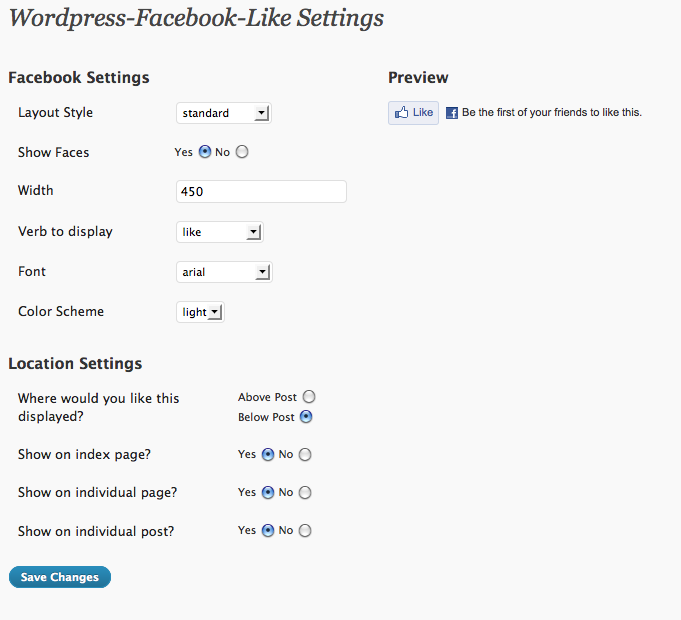 Wordpress-Facebook-Like Settings
Facebook Settings
Layout Style standard
Show Faces Yes No
Width 450
Verb to display like
Font arial
Color Scheme light
Preview
Like Be the first of your friends to like this.
Location Settings
Where would you like this
displayed?
Above Post
Below Post
Show on index page? Yes No
Show on individual page? Yes No
Show on individual post? Yes No
Save Changes